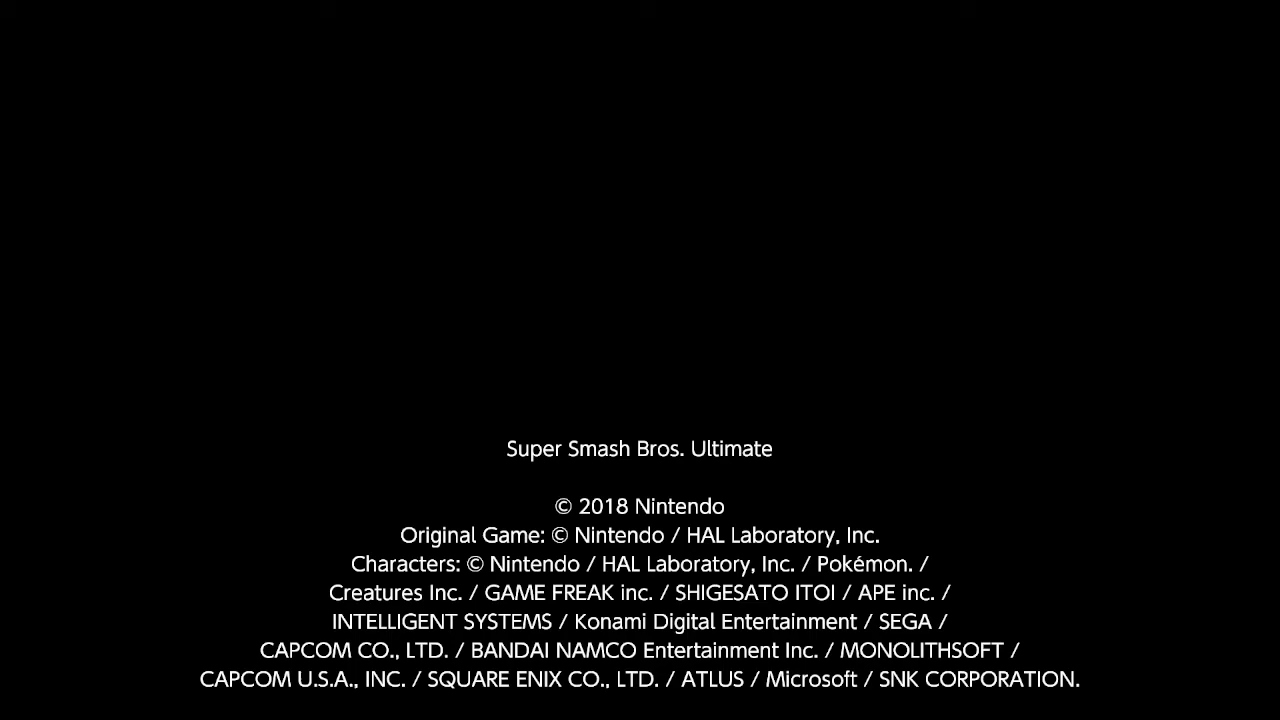 Super Smash Bros. Ultimate
© 2018 Nintendo
Original Game: © Nintendo / HAL Laboratory, Inc.
Characters: © Nintendo / HAL Laboratory, Inc. / Pokémon. /
Creatures Inc. / GAME FREAK inc. / SHIGESATO ITOI / APE inc. /
INTELLIGENT SYSTEMS / Konami Digital Entertainment / SEGA /
CAPCOM CO., LTD. / BANDAI NAMCO Entertainment Inc. / MONOLITHSOFT /
CAPCOM U.S.A., INC. / SQUARE ENIX CO., LTD. / ATLUS / Microsoft / SNK CORPORATION.